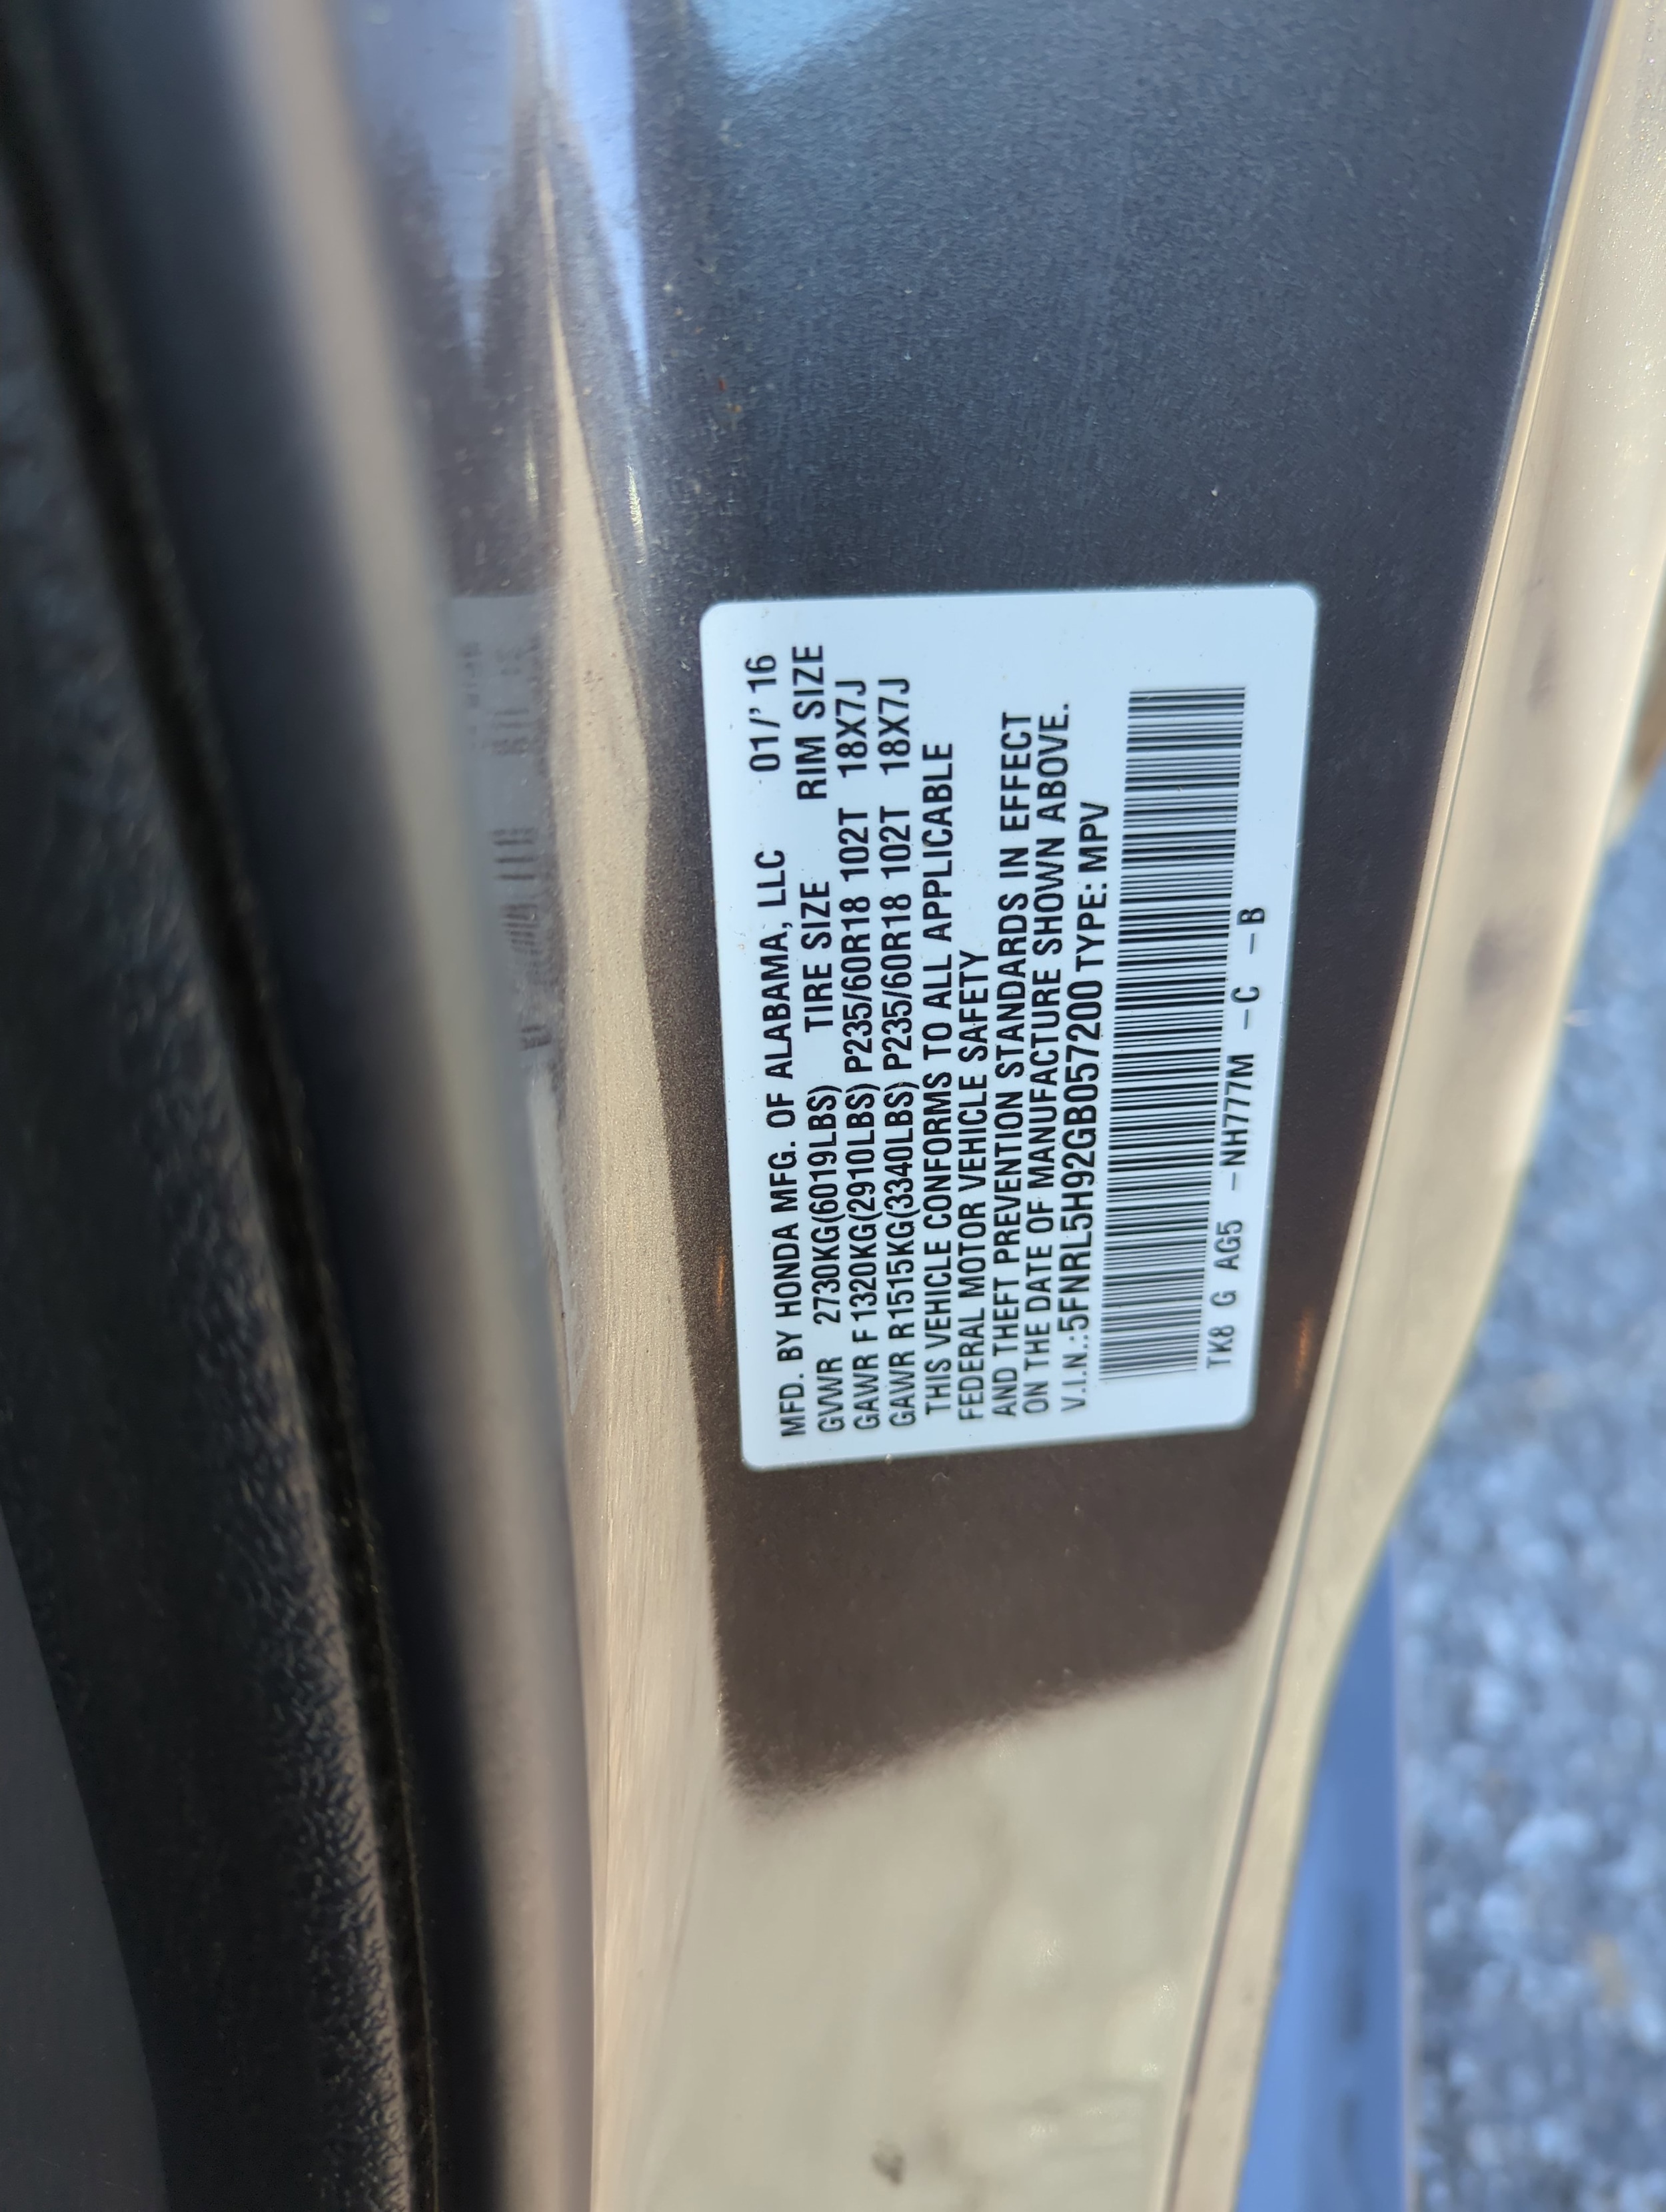 MFD. BY HONDA MFG. OF ALABAMA, LLC 01/' 16
GVWR 2730KG(6019LBS) TIRE SIZE RIM SIZE
GAWR F 1320KG(2910LBS) P235/60R18 102T 18X7J
GAWR R 1515KG(3340LBS) P235/60R18 102T 18X7J
THIS VEHICLE CONFORMS TO ALL APPLICABLE
FEDERAL MOTOR VEHICLE SAFETY
AND THEFT PREVENTION STANDARDS IN EFFECT
ON THE DATE OF MANUFACTURE SHOWN ABOVE.
V.I.N.:5FNRL5H92GB057200 TYPE: MPV
TK8 G AG5 -NH777M -C -B